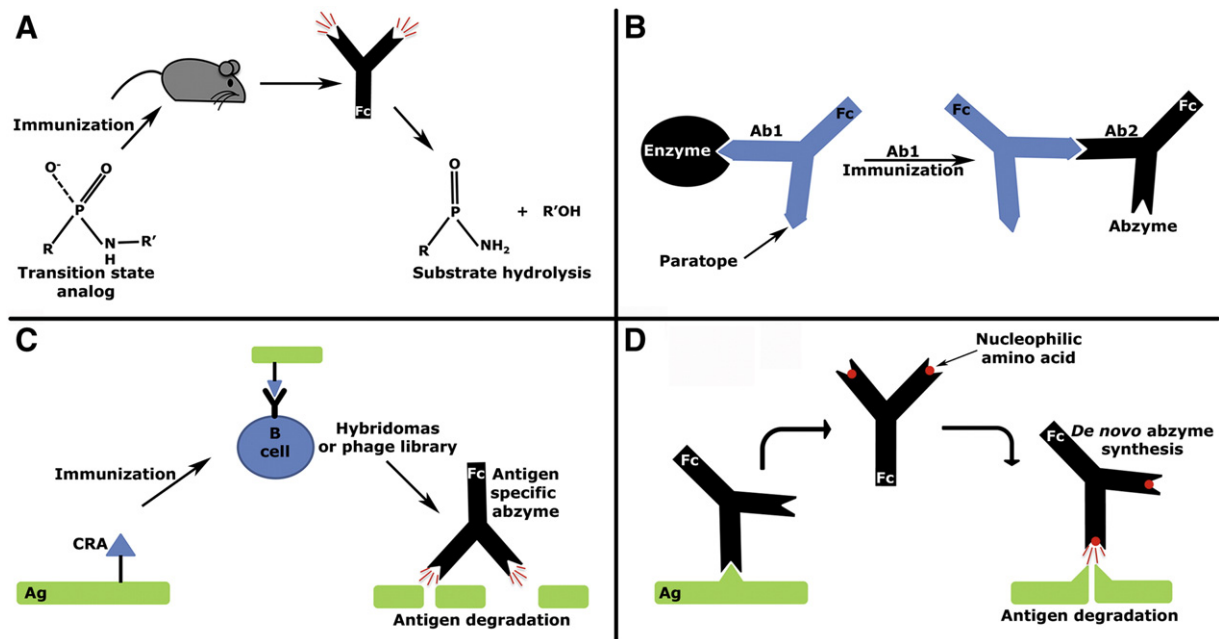 A
Fc
Immunization
O-
O
P
R
N
H
R'
Transition state
analog
O
P
R
NH2
+ R'OH
Substrate hydrolysis
B
Enzyme
Ab1
Fc
Ab1
Immunization
Fc
Ab2
Fc
Abzyme
Paratope
C
B
cell
Hybridomas
or phage library
Immunization
Fc
Antigen
specific
abzyme
CRA
Ag
Antigen degradation
D
Nucleophilic
amino acid
Fc
Fc
Fc
De novo abzyme
synthesis
Ag
Antigen degradation